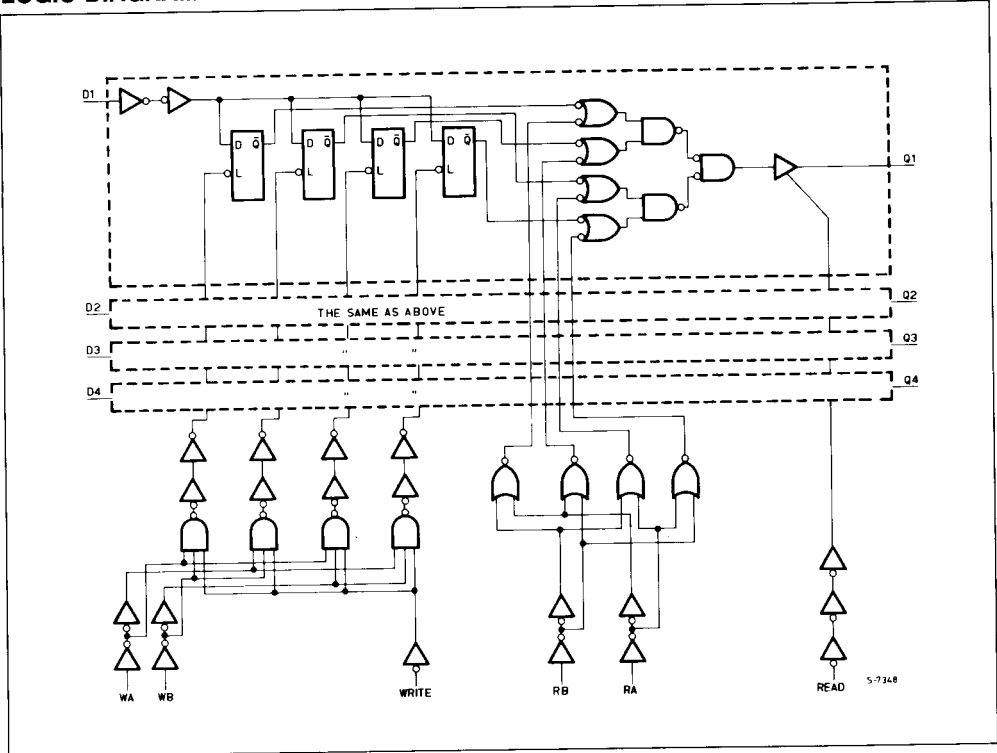 LOGIC DIAGRAM
D1
D Q̅
D Q̅
D Q̅
D Q̅
L
L
L
L
Q1
D2
THE SAME AS ABOVE
Q2
D3
"
"
Q3
D4
"
"
Q4
WA
WB
WRITE
RB
RA
READ
S-7348